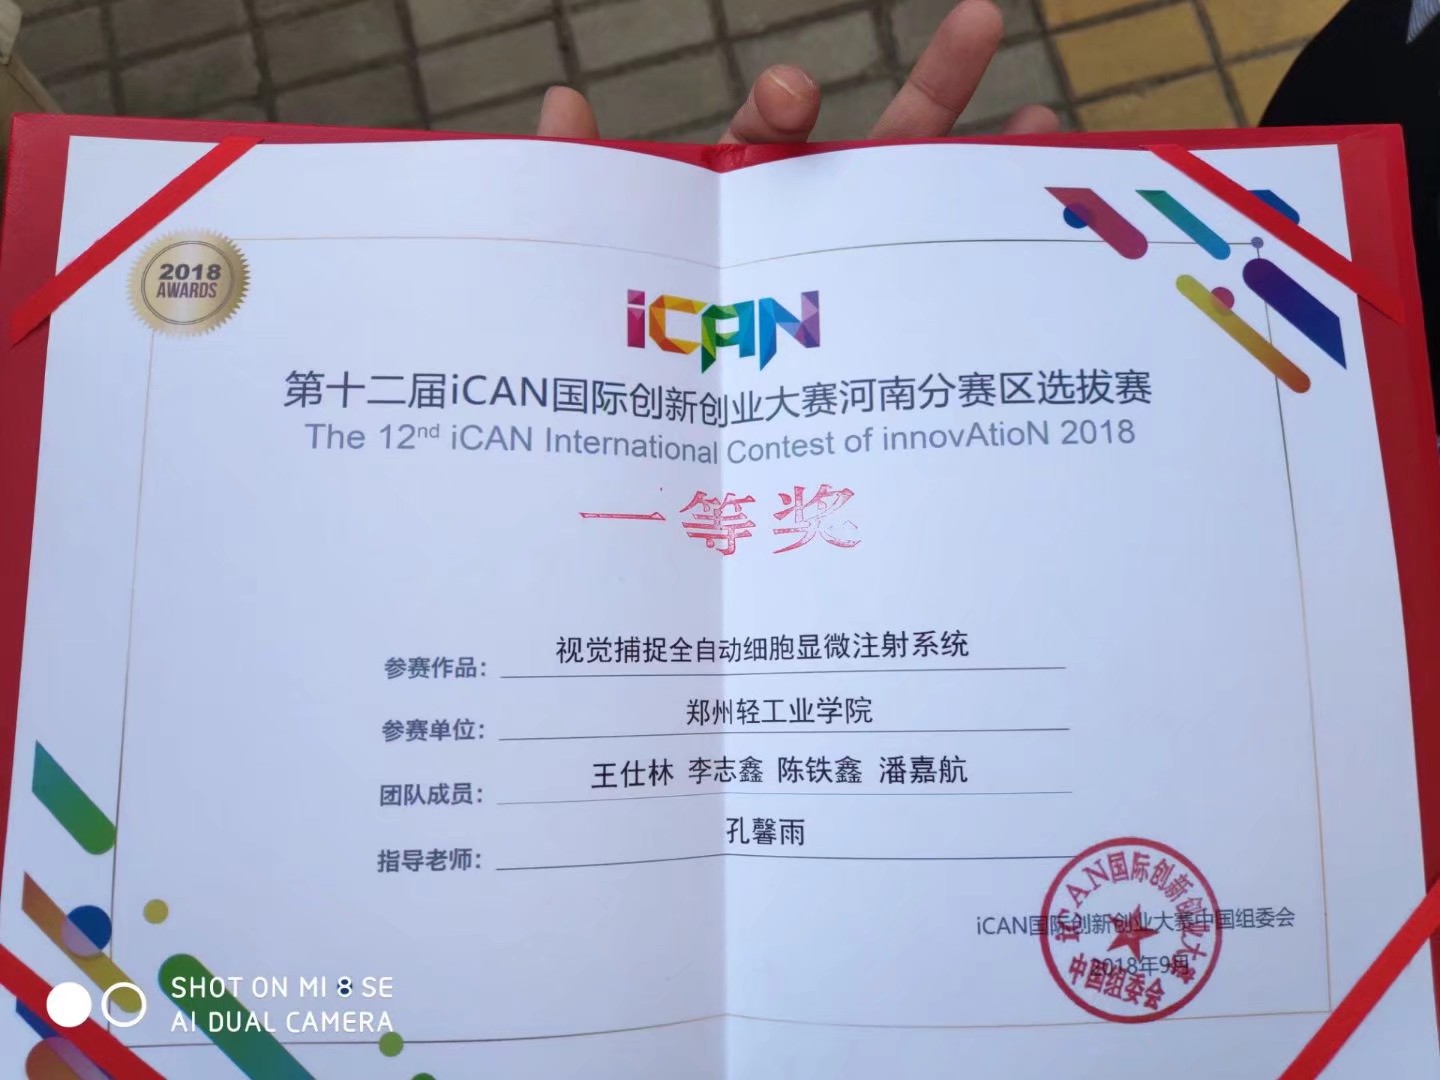 2018
AWARDS
iCAN
第十二届iCAN国际创新创业大赛河南分赛区选拔赛
The 12nd iCAN International Contest of innovAtioN 2018
一等奖
参赛作品： 视觉捕捉全自动细胞显微注射系统
参赛单位： 郑州轻工业学院
团队成员： 王仕林 李志鑫 陈铁鑫 潘嘉航
指导老师： 孔馨雨
iCAN国际创新创业大赛中国组委会
2018年9月
iCAN国际创新创业大赛
中国组委会
SHOT ON MI 8 SE
AI DUAL CAMERA